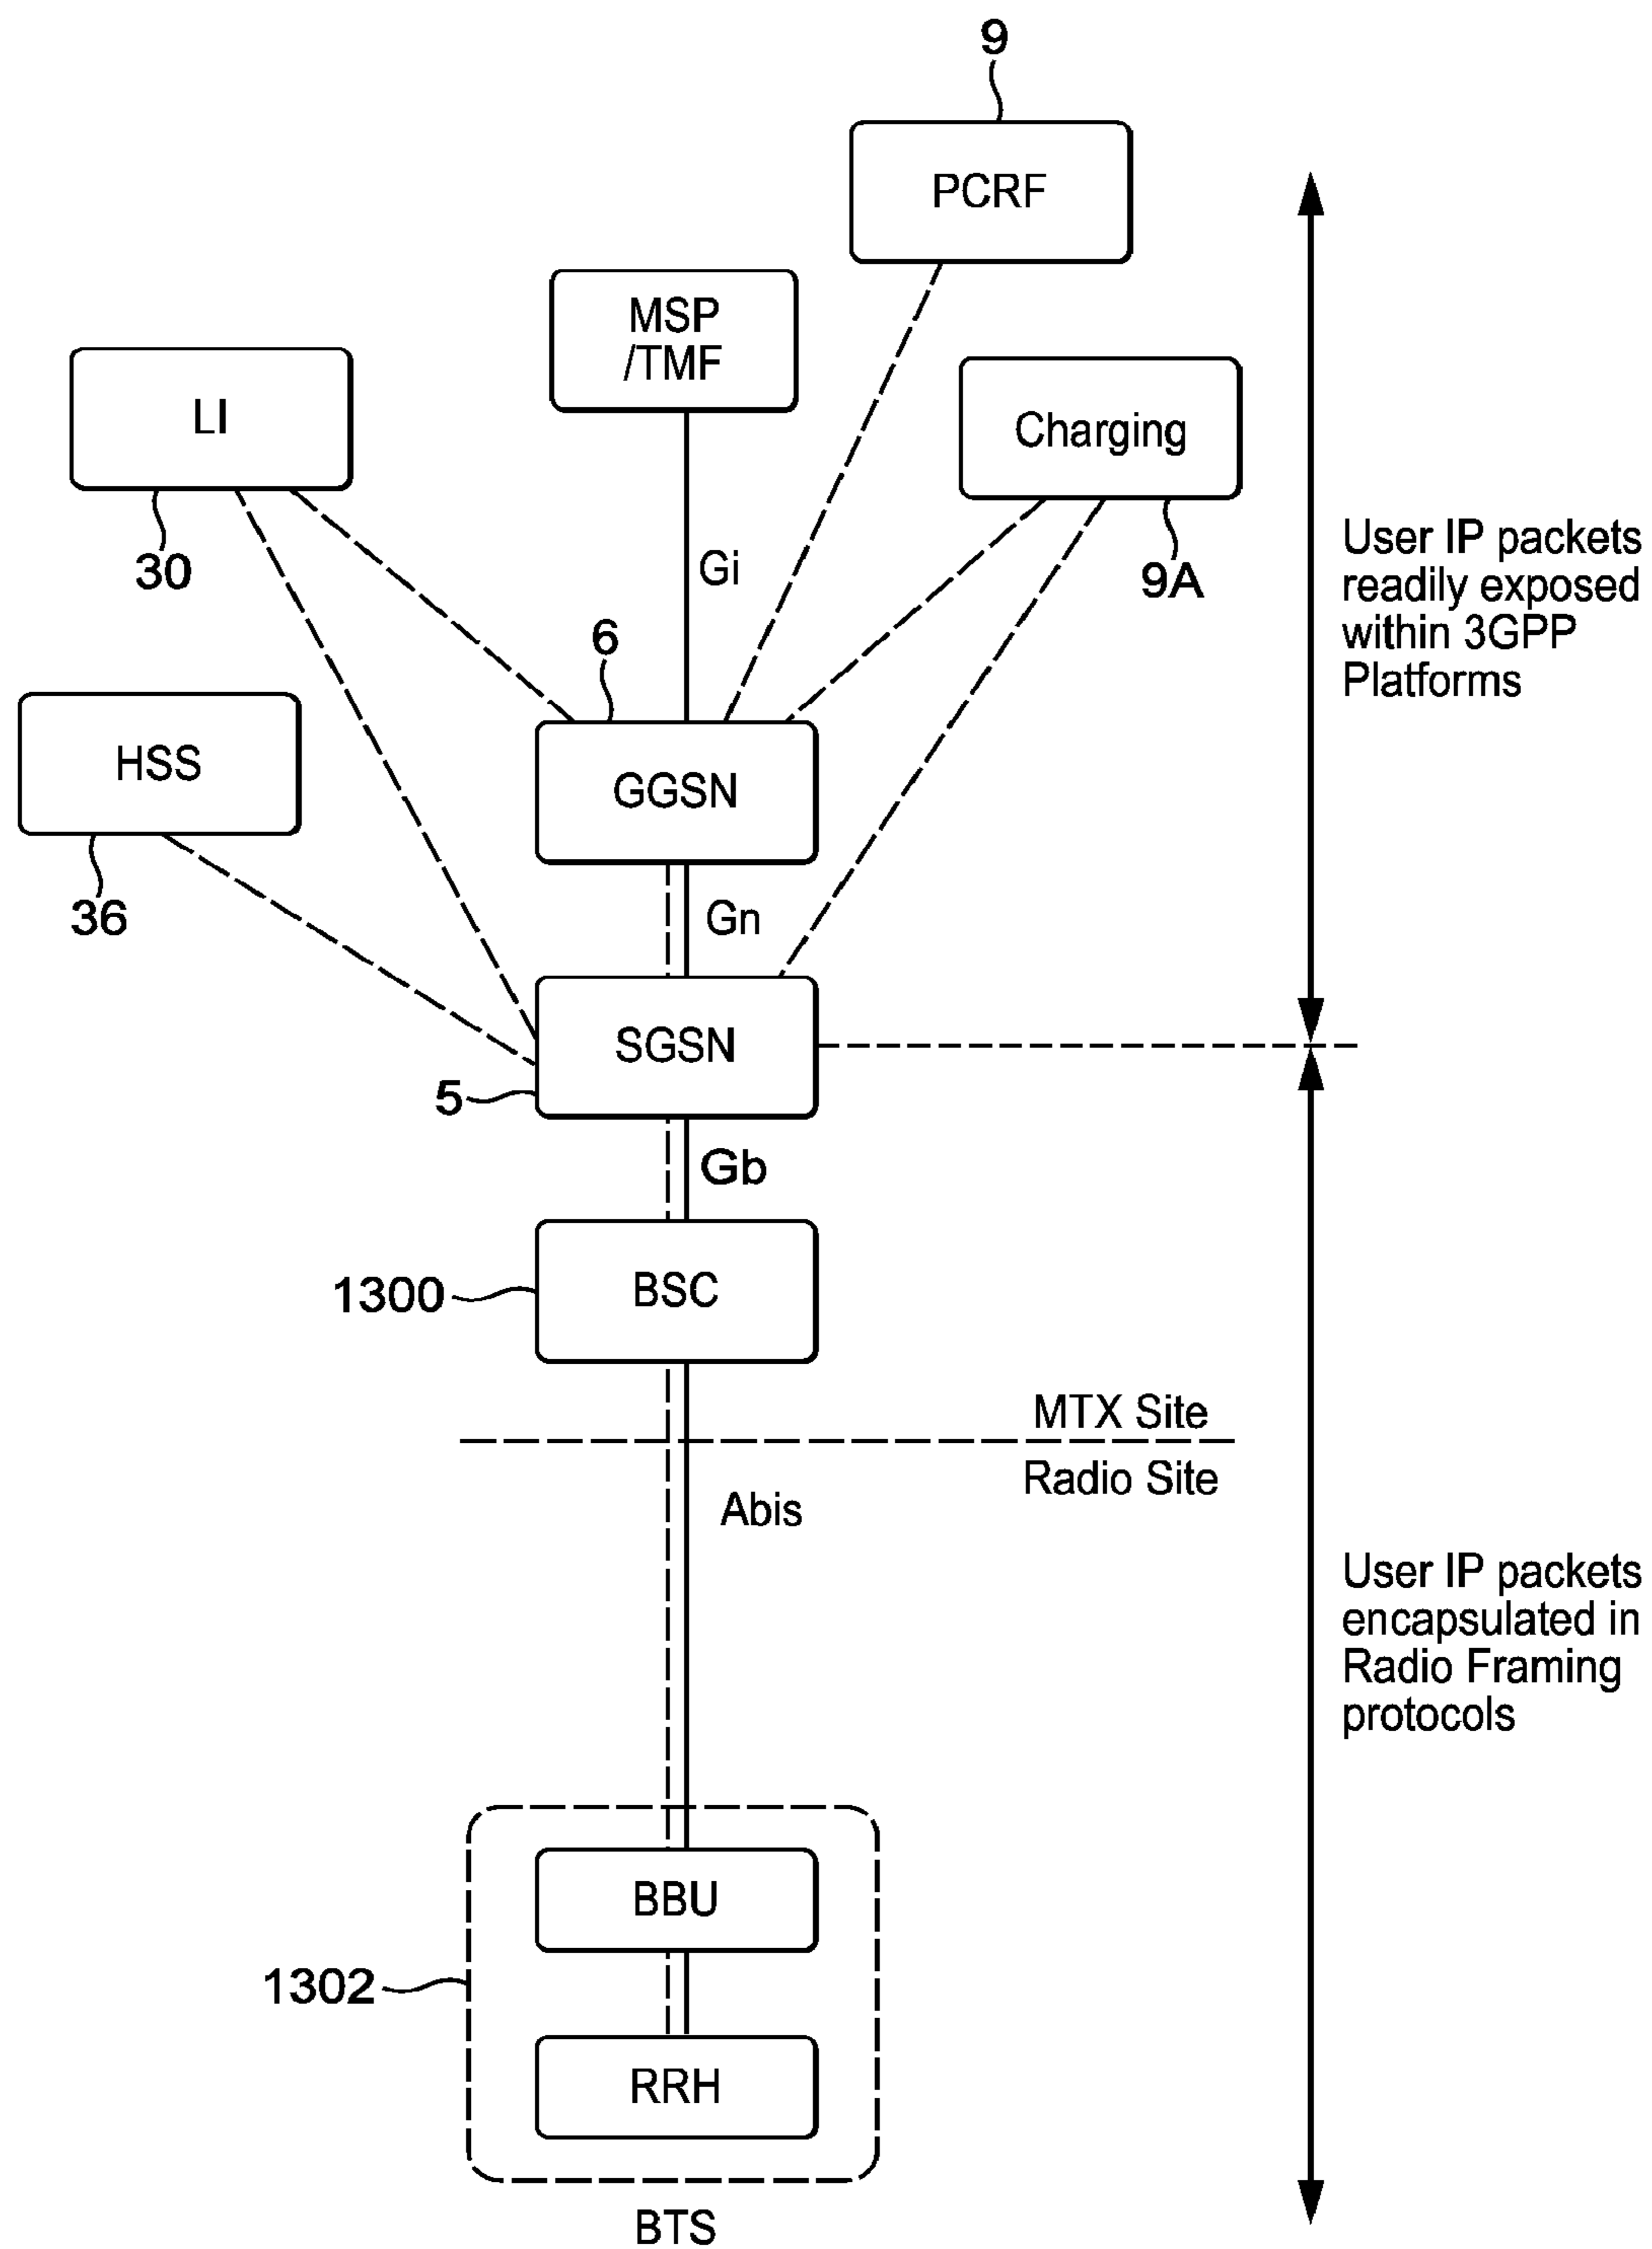 9
PCRF
MSP
/TMF
LI
Charging
30
9A
User IP packets
readily exposed
within 3GPP
Platforms
Gi
6
HSS
GGSN
36
Gn
SGSN
5
Gb
BSC
1300
MTX Site
Radio Site
Abis
User IP packets
encapsulated in
Radio Framing
protocols
BBU
1302
RRH
BTS